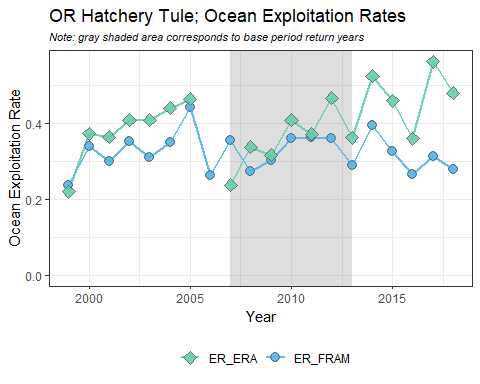 OR Hatchery Tule; Ocean Exploitation Rates
Note: gray shaded area corresponds to base period return years
Ocean Exploitation Rate
0.4
0.2
0.0
2000 2005 2010 2015
Year
ER_ERA ER_FRAM